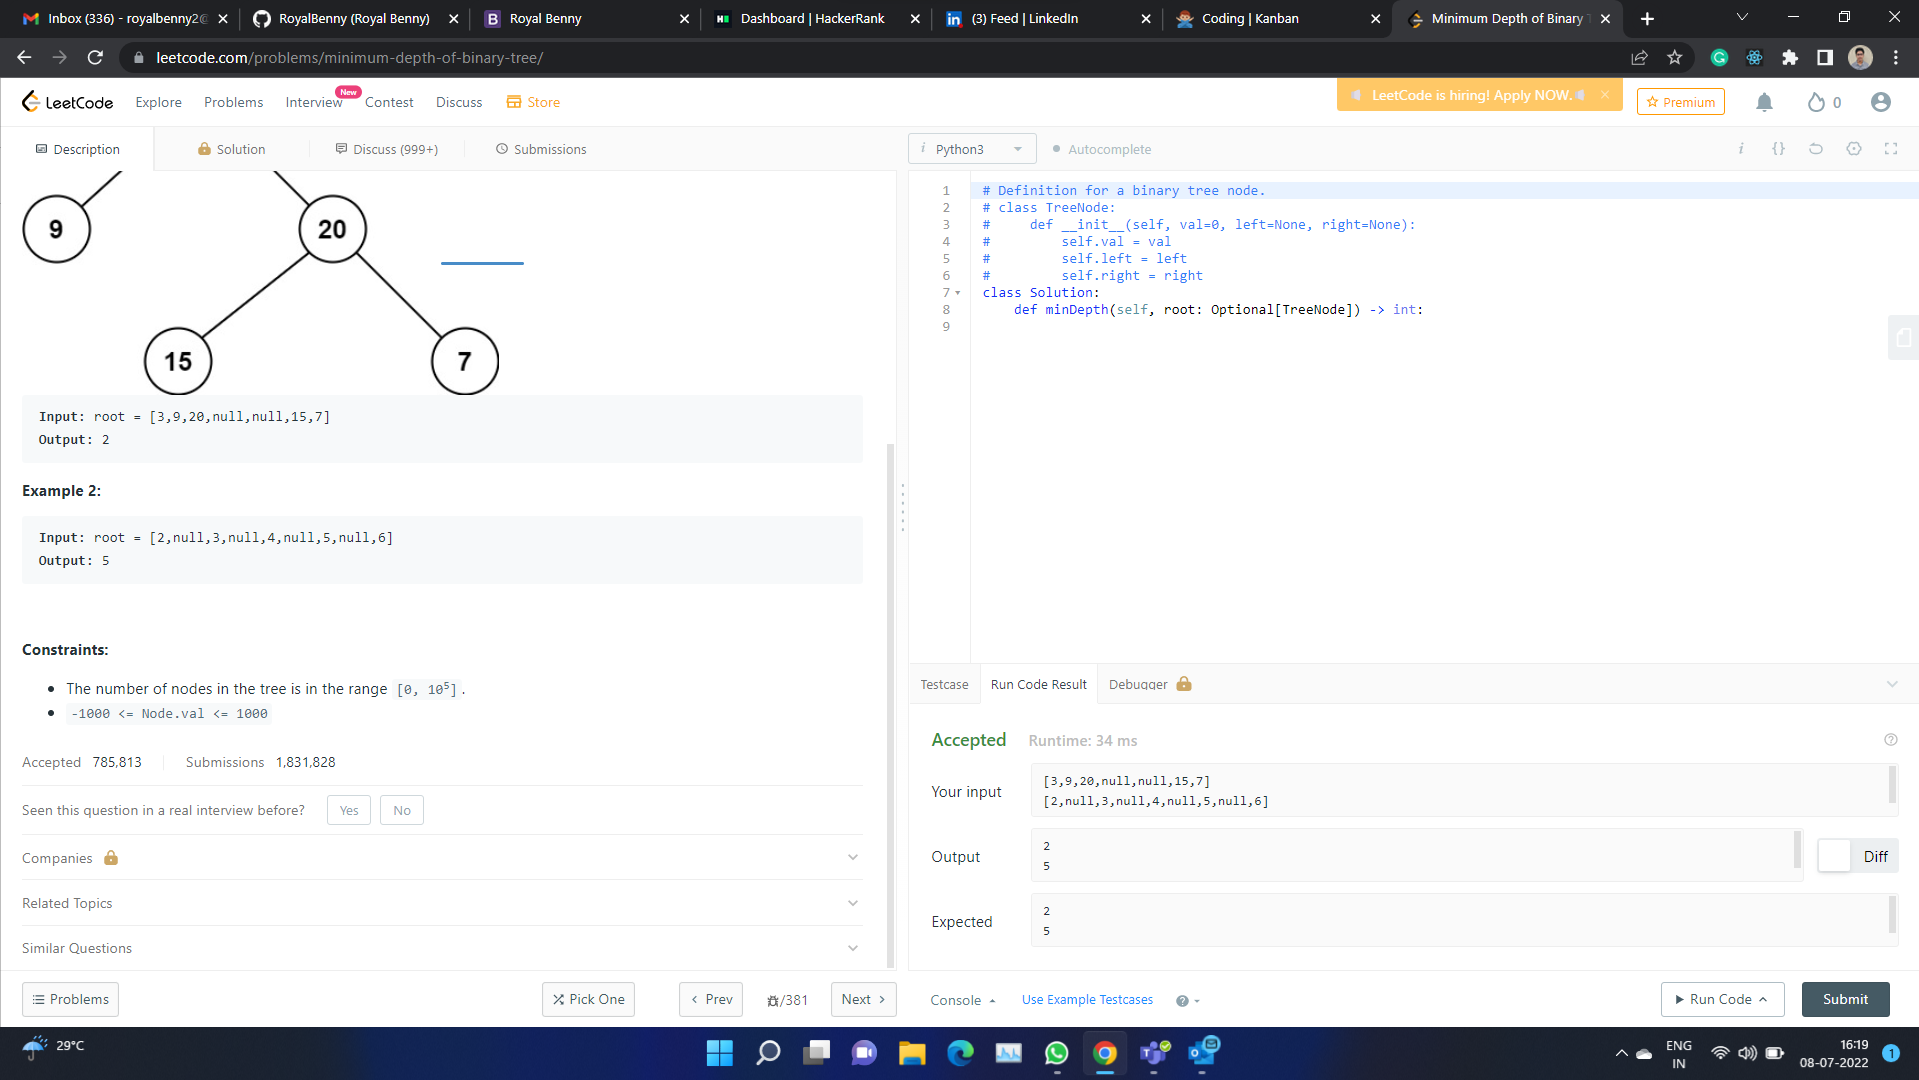 Inbox (336) - royalbenny2@
RoyalBenny (Royal Benny)
Royal Benny
Dashboard | HackerRank
(3) Feed | LinkedIn
Coding | Kanban
Minimum Depth of Binary T
leetcode.com/problems/minimum-depth-of-binary-tree/
LeetCode
Explore
Problems
Interview
New
Contest
Discuss
Store
LeetCode is hiring! Apply NOW.
Premium
0
Description
Solution
Discuss (999+)
Submissions
i Python3
Autocomplete
i
{}
9
20
15
7
Input: root = [3,9,20,null,null,15,7]
Output: 2
Example 2:
Input: root = [2,null,3,null,4,null,5,null,6]
Output: 5
Constraints:
The number of nodes in the tree is in the range [0, 10⁵].
-1000 <= Node.val <= 1000
Accepted 785,813
Submissions 1,831,828
Seen this question in a real interview before?
Yes
No
Companies
Related Topics
Similar Questions
Problems
Pick One
Prev
/381
Next
1 # Definition for a binary tree node.
2 # class TreeNode:
3 #     def __init__(self, val=0, left=None, right=None):
4 #         self.val = val
5 #         self.left = left
6 #         self.right = right
7 class Solution:
8     def minDepth(self, root: Optional[TreeNode]) -> int:
9
Testcase
Run Code Result
Debugger
Accepted
Runtime: 34 ms
Your input
[3,9,20,null,null,15,7]
[2,null,3,null,4,null,5,null,6]
Output
2
5
Diff
Expected
2
5
Console
Use Example Testcases
Run Code
Submit
29°C
ENG
IN
16:19
08-07-2022
1